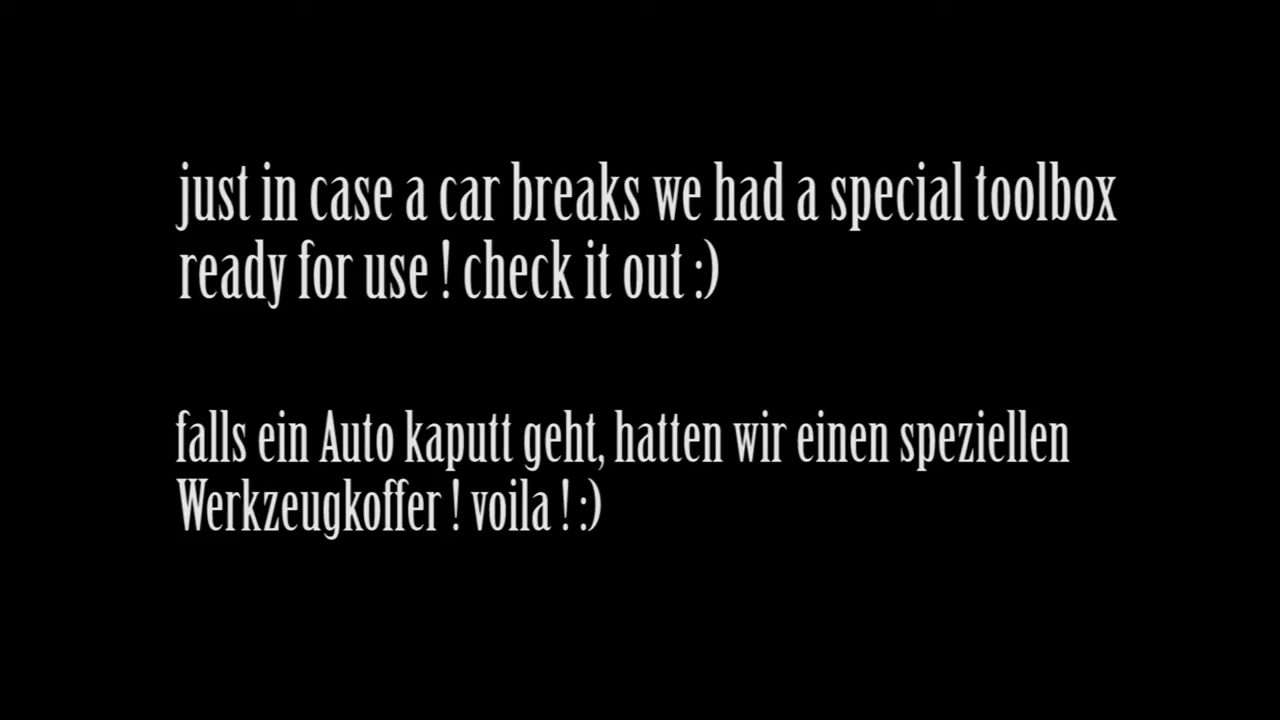 just in case a car breaks we had a special toolbox
ready for use ! check it out :)
falls ein Auto kaputt geht, hatten wir einen speziellen
Werkzeugkoffer ! voila ! :)